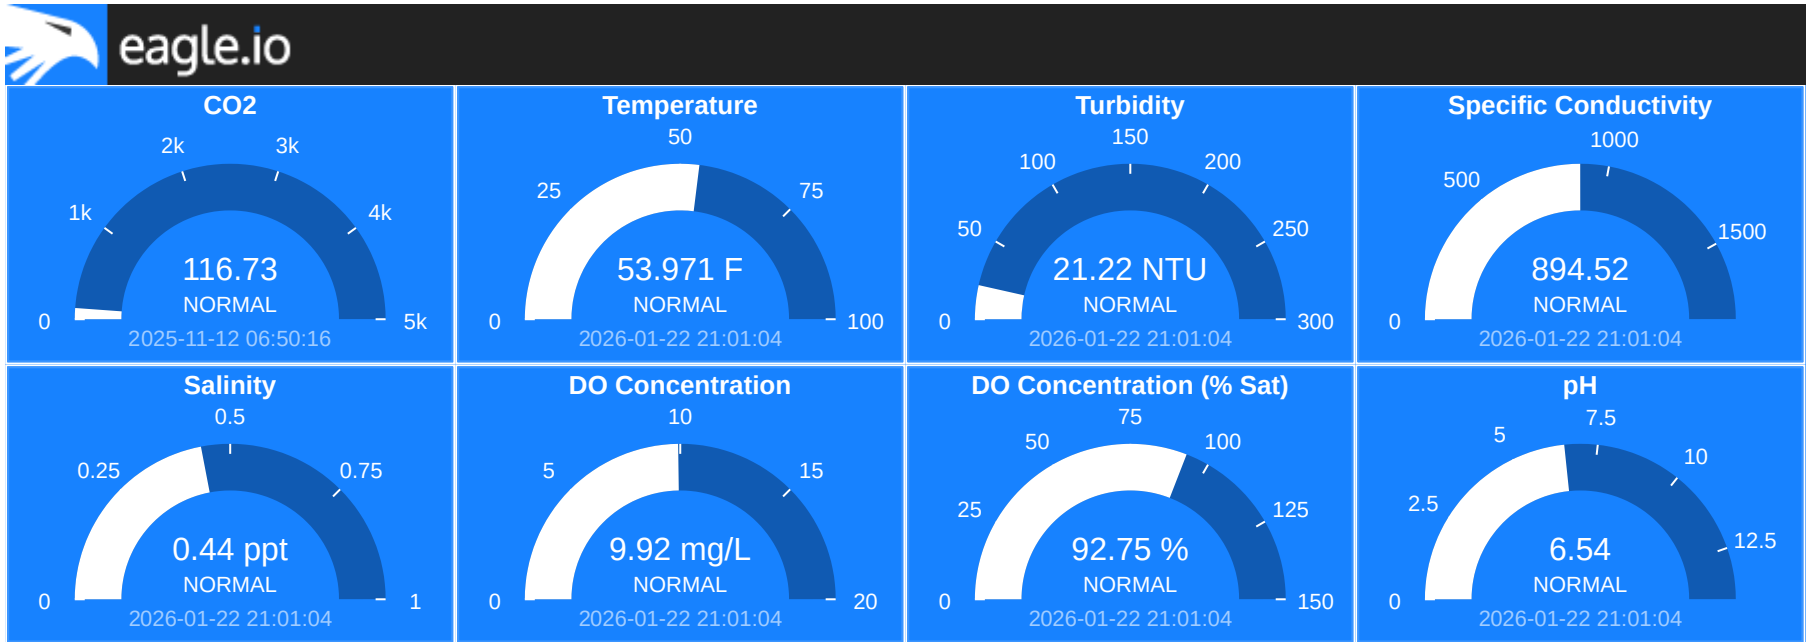 eagle.io
CO2
0
1k
2k
3k
4k
5k
116.73
NORMAL
2025-11-12 06:50:16
Temperature
0
25
50
75
100
53.971 F
NORMAL
2026-01-22 21:01:04
Turbidity
0
50
100
150
200
250
300
21.22 NTU
NORMAL
2026-01-22 21:01:04
Specific Conductivity
0
500
1000
1500
894.52
NORMAL
2026-01-22 21:01:04
Salinity
0
0.25
0.5
0.75
1
0.44 ppt
NORMAL
2026-01-22 21:01:04
DO Concentration
0
5
10
15
20
9.92 mg/L
NORMAL
2026-01-22 21:01:04
DO Concentration (% Sat)
0
25
50
75
100
125
150
92.75 %
NORMAL
2026-01-22 21:01:04
pH
0
2.5
5
7.5
10
12.5
6.54
NORMAL
2026-01-22 21:01:04